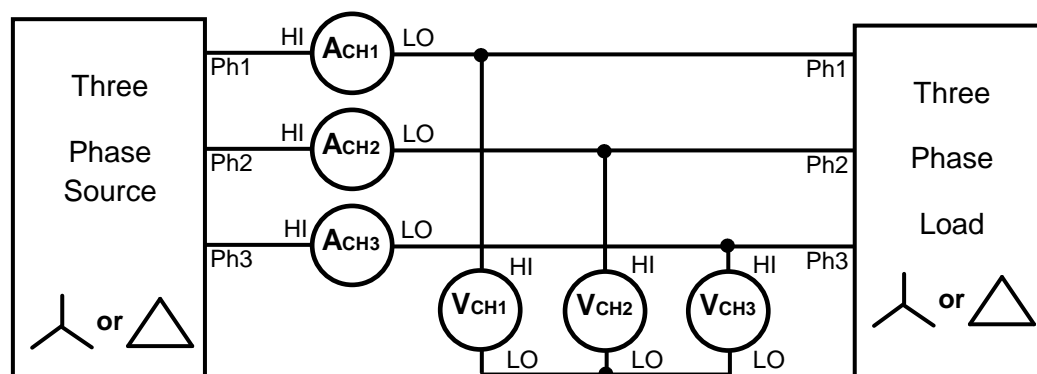 HI
ACH1
LO
Ph1
Ph1
Three
Phase
Source
HI
ACH2
LO
Ph2
Ph2
HI
ACH3
LO
Ph3
Ph3
HI
HI
HI
VCH1
VCH2
VCH3
LO
LO
LO
or
Three
Phase
Load
or